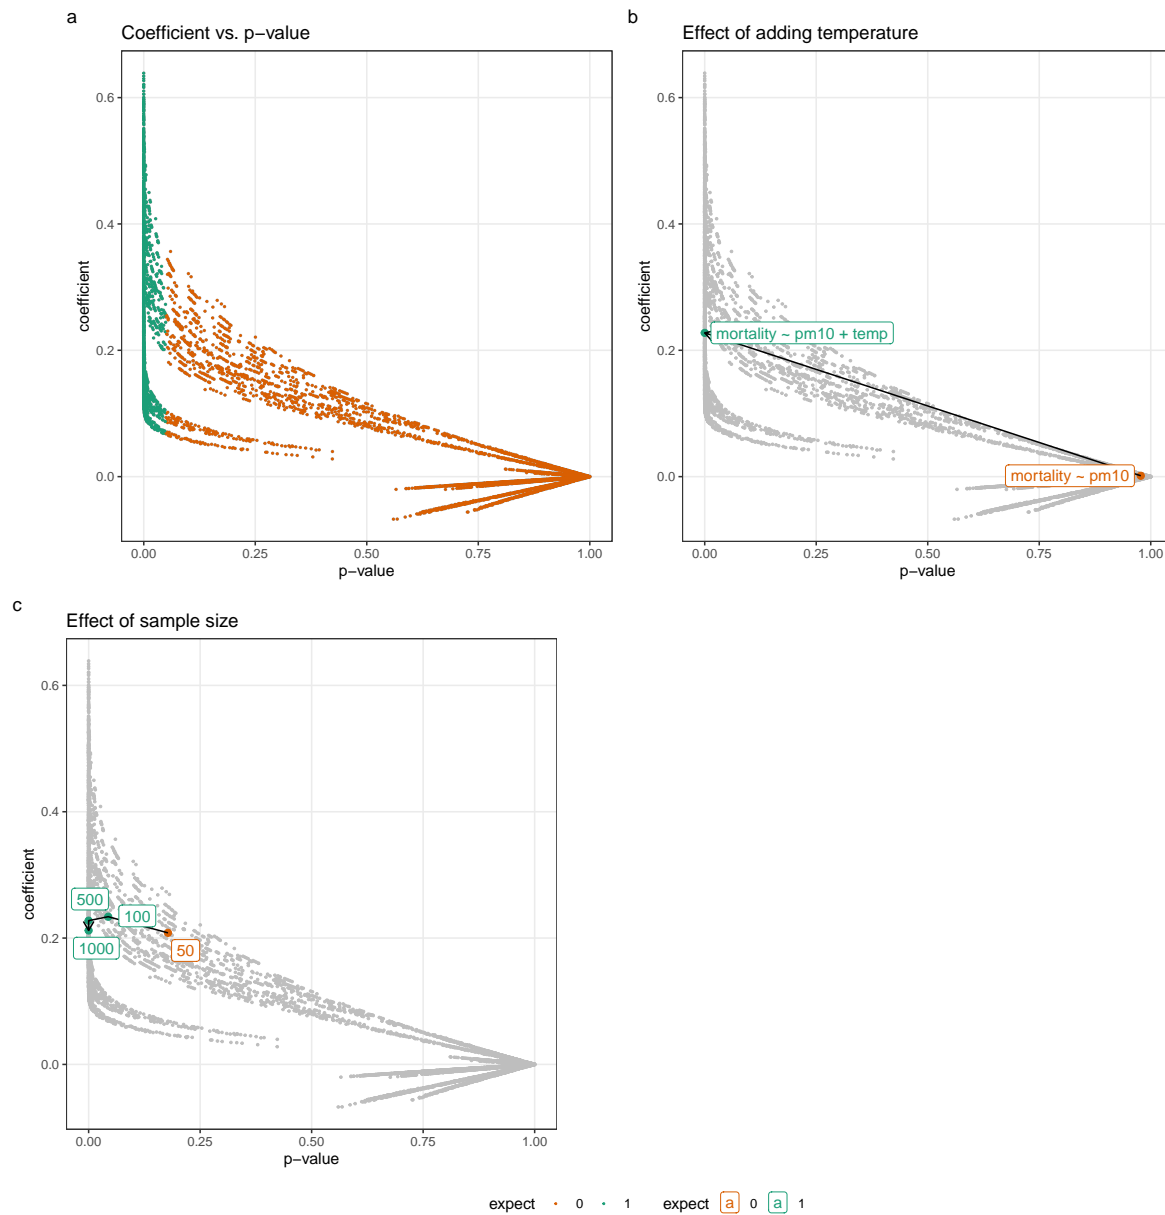 a
Coefficient vs. p−value
0.6
0.4
0.2
0.0
coefficient
0.00 0.25 0.50 0.75 1.00
p−value
b
Effect of adding temperature
0.6
0.4
0.2
0.0
coefficient
mortality ~ pm10 + temp
mortality ~ pm10
0.00 0.25 0.50 0.75 1.00
p−value
c
Effect of sample size
0.6
0.4
0.2
0.0
coefficient
500
100
1000
50
0.00 0.25 0.50 0.75 1.00
p−value
expect 0 1 expect a 0 a 1